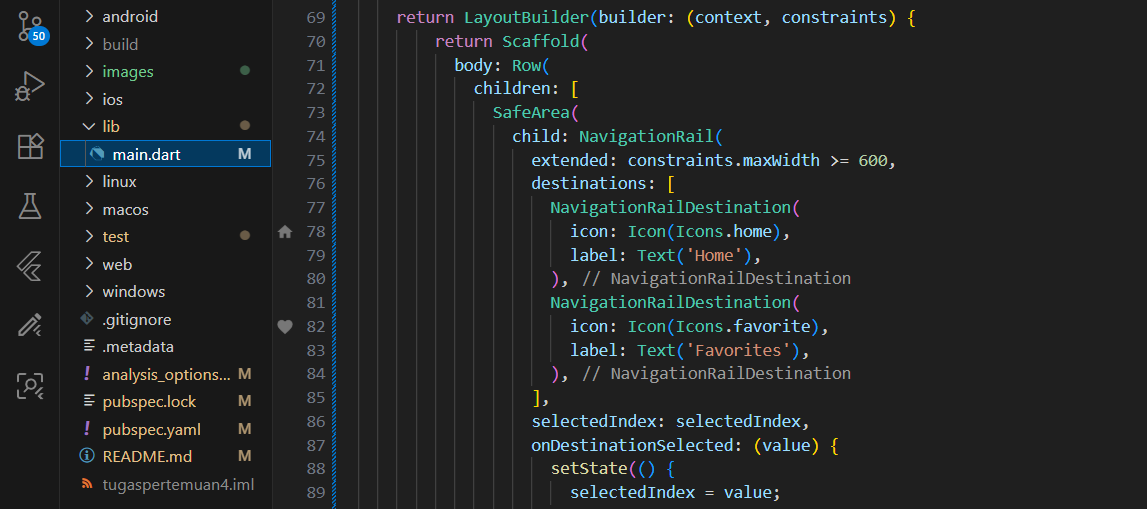 50
android
build
images
ios
lib
main.dart M
linux
macos
test
web
windows
.gitignore
.metadata
analysis_options... M
pubspec.lock M
pubspec.yaml M
README.md M
tugaspertemuan4.iml
69 return LayoutBuilder(builder: (context, constraints) {
70 return Scaffold(
71 body: Row(
72 children: [
73 SafeArea(
74 child: NavigationRail(
75 extended: constraints.maxWidth >= 600,
76 destinations: [
77 NavigationRailDestination(
78 icon: Icon(Icons.home),
79 label: Text('Home'),
80 ), // NavigationRailDestination
81 NavigationRailDestination(
82 icon: Icon(Icons.favorite),
83 label: Text('Favorites'),
84 ), // NavigationRailDestination
85 ],
86 selectedIndex: selectedIndex,
87 onDestinationSelected: (value) {
88 setState(() {
89 selectedIndex = value;